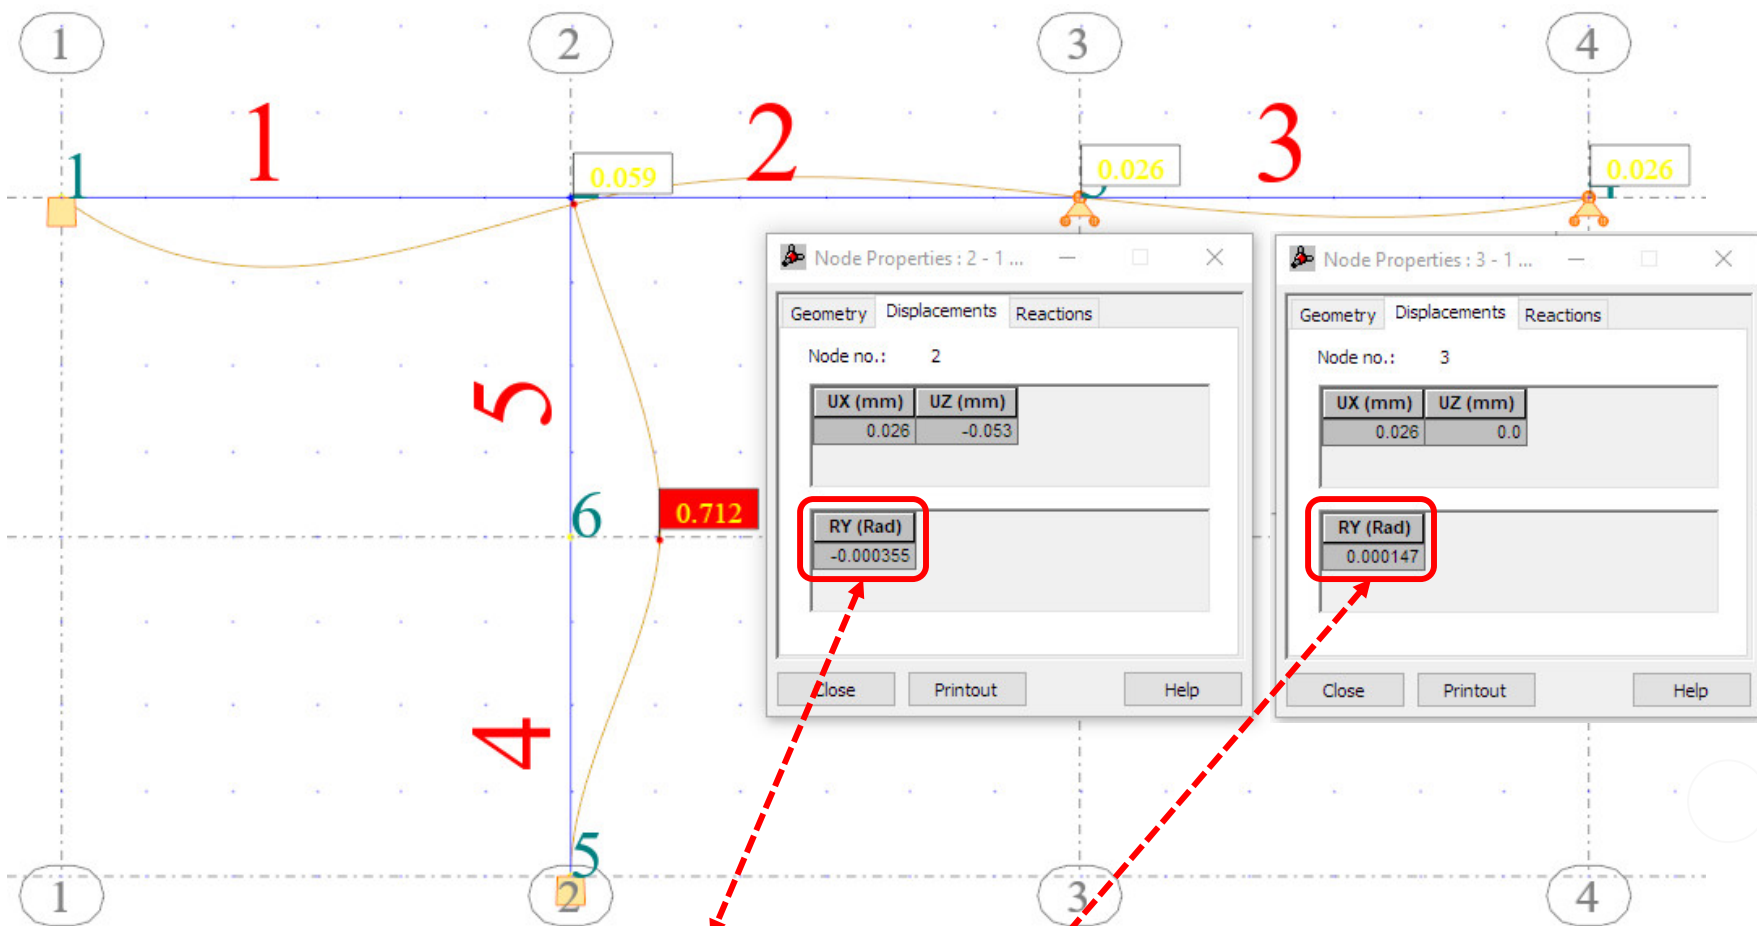 1 2 3 4
1 2 3
1 0.059 0.026 0.026
Node Properties : 2 - 1 ...
Geometry Displacements Reactions
Node no.: 2
UX (mm) UZ (mm)
0.026 -0.053
RY (Rad)
-0.000355
Close Printout Help
Node Properties : 3 - 1 ...
Geometry Displacements Reactions
Node no.: 3
UX (mm) UZ (mm)
0.026 0.0
RY (Rad)
0.000147
Close Printout Help
5
6 0.712
4
5
1 2 3 4